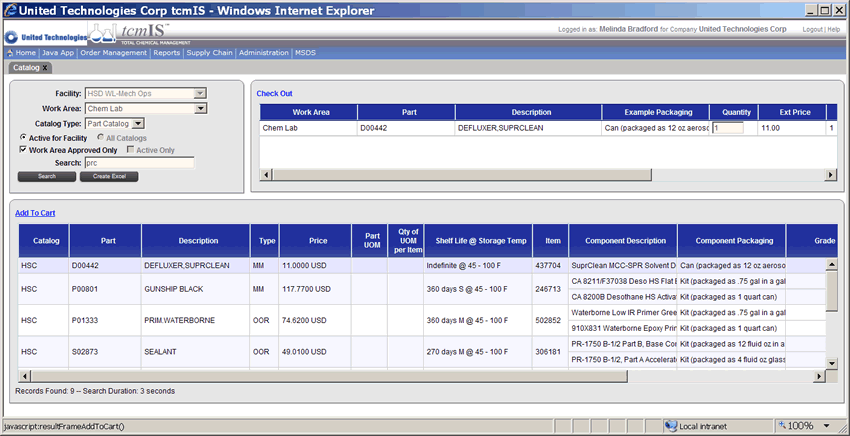 United Technologies Corp tcmIS - Windows Internet Explorer
United Technologies
tcmIS™
TOTAL CHEMICAL MANAGEMENT
Logged in as: Melinda Bradford for Company United Technologies Corp
Logout | Help
Home | Java App | Order Management | Reports | Supply Chain | Administration | MSDS
Catalog X
Facility: HSD WL-Mech Ops
Work Area: Chem Lab
Catalog Type: Part Catalog
Active for Facility All Catalogs
Work Area Approved Only Active Only
Search: prc
Search Create Excel
Check Out
Work Area Part Description Example Packaging Quantity Ext Price
Chem Lab D00442 DEFLUXER,SUPRCLEAN Can (packaged as 12 oz aeroso 1 11.00 1
Add To Cart
Catalog Part Description Type Price Part UOM Qty of UOM per Item Shelf Life @ Storage Temp Item Component Description Component Packaging Grade
HSC D00442 DEFLUXER,SUPRCLEAN MM 11.0000 USD Indefinite @ 45 - 100 F 437704 SuprClean MCC-SPR Solvent D Can (packaged as 12 oz aeroso
HSC P00801 GUNSHIP BLACK MM 117.7700 USD 360 days S @ 45 - 100 F 246713 CA 8211/F37038 Deso HS Flat Kit (packaged as .75 gal in a gal
CA 8200B Desothane HS Activa Kit (packaged as 1 quart can)
HSC P01333 PRIM.WATERBORNE OOR 74.6200 USD 360 days M @ 45 - 100 F 502852 Waterborne Low IR Primer Gree Kit (packaged as .75 gal in a gal
910X831 Waterborne Epoxy Prin Kit (packaged as 1 quart can)
HSC S02873 SEALANT OOR 49.0100 USD 270 days M @ 45 - 100 F 306181 PR-1750 B-1/2 Part B, Base Co Kit (packaged as 12 fluid oz in a
PR-1750 B-1/2, Part A Accelerat Kit (packaged as 4 fluid oz glass
Records Found: 9 -- Search Duration: 3 seconds
javascript:resultFrameAddToCart()
Local intranet
100%